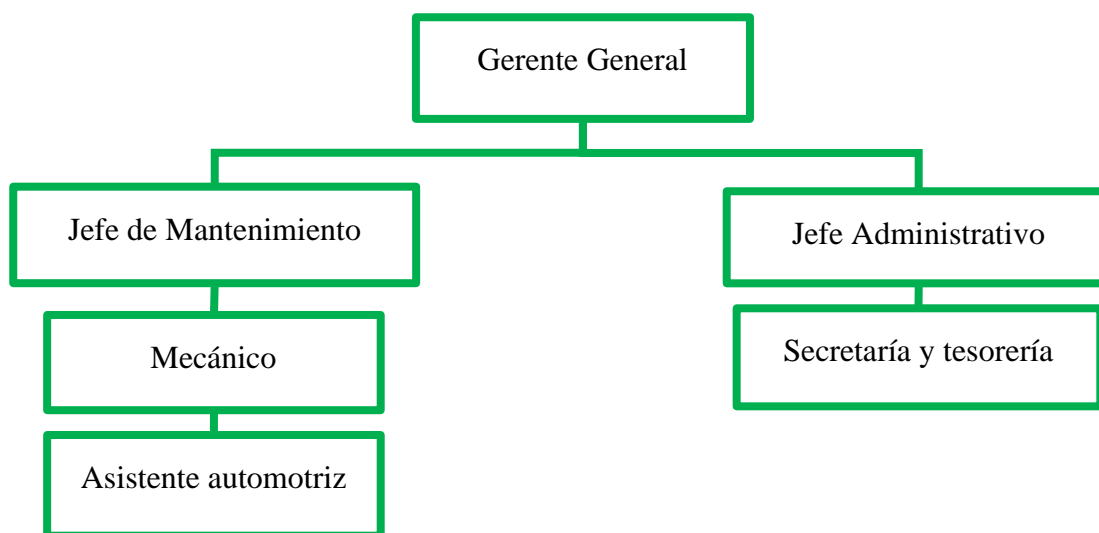 Gerente General
Jefe de Mantenimiento
Jefe Administrativo
Mecánico
Secretaría y tesorería
Asistente automotriz